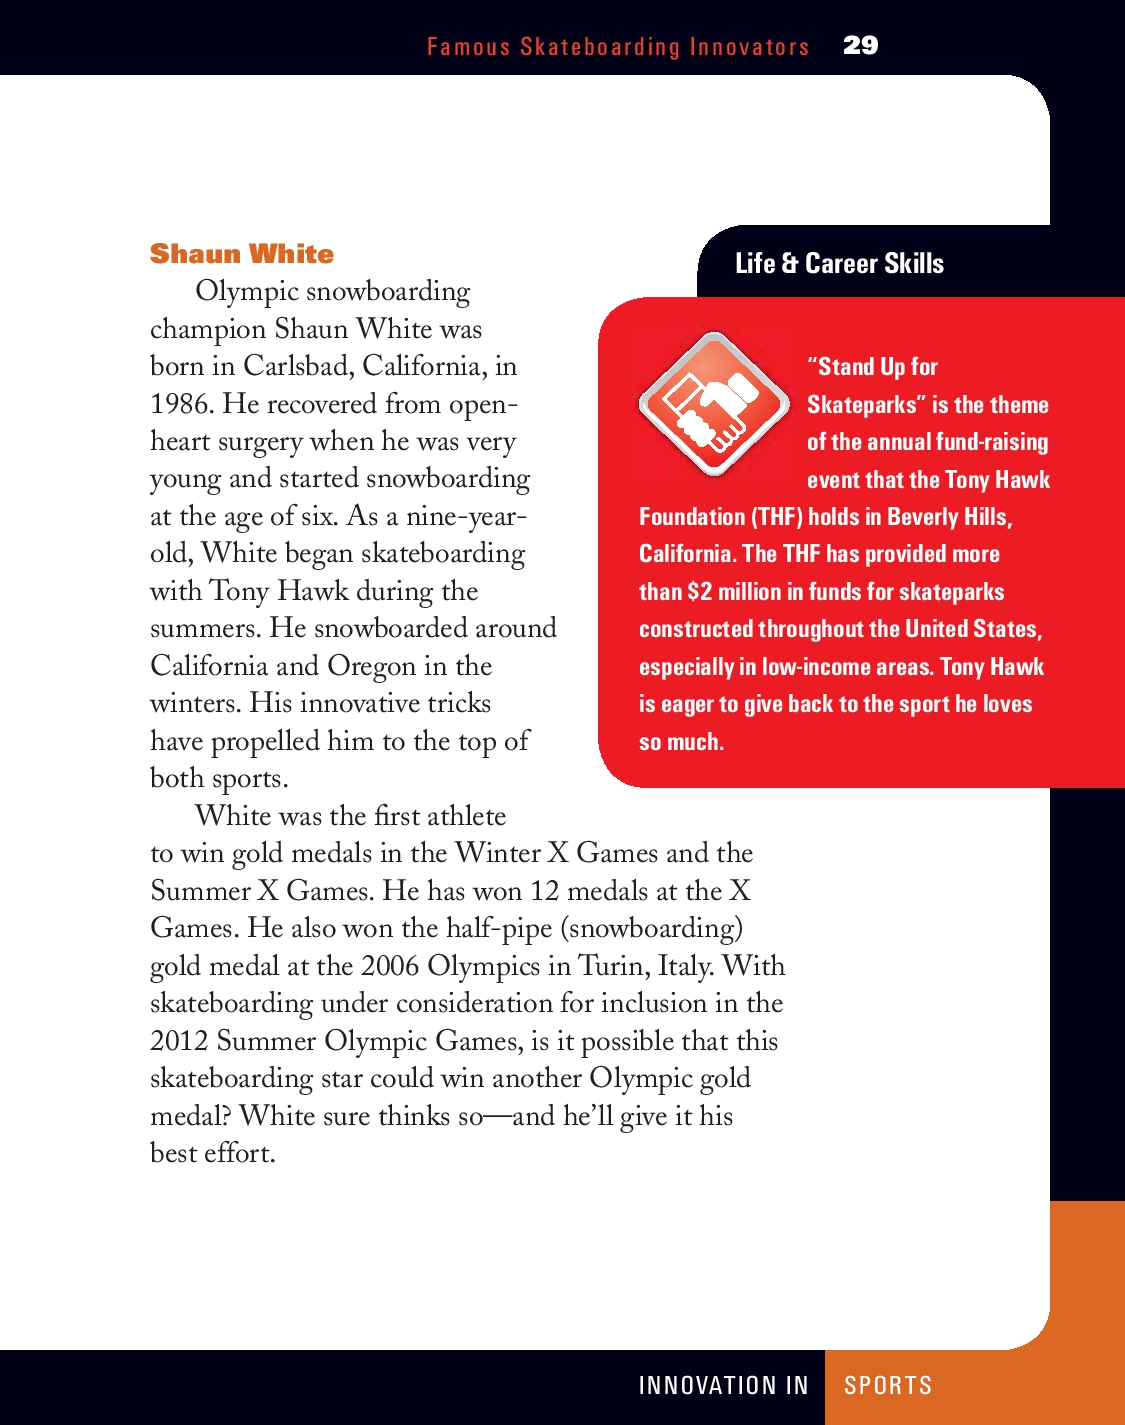 Famous Skateboarding Innovators 29
Shaun White
Olympic snowboarding
champion Shaun White was
born in Carlsbad, California, in
1986. He recovered from open-
heart surgery when he was very
young and started snowboarding
at the age of six. As a nine-year-
old, White began skateboarding
with Tony Hawk during the
summers. He snowboarded around
California and Oregon in the
winters. His innovative tricks
have propelled him to the top of
both sports.
White was the first athlete
to win gold medals in the Winter X Games and the
Summer X Games. He has won 12 medals at the X
Games. He also won the half-pipe (snowboarding)
gold medal at the 2006 Olympics in Turin, Italy. With
skateboarding under consideration for inclusion in the
2012 Summer Olympic Games, is it possible that this
skateboarding star could win another Olympic gold
medal? White sure thinks so—and he’ll give it his
best effort.
Life & Career Skills
“Stand Up for
Skateparks” is the theme
of the annual fund-raising
event that the Tony Hawk
Foundation (THF) holds in Beverly Hills,
California. The THF has provided more
than $2 million in funds for skateparks
constructed throughout the United States,
especially in low-income areas. Tony Hawk
is eager to give back to the sport he loves
so much.
INNOVATION IN SPORTS